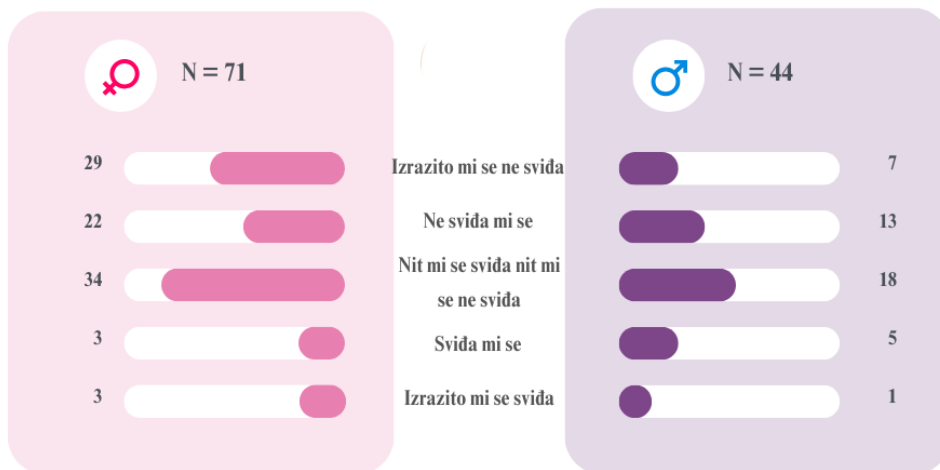 N = 71
N = 44
29
Izrazito mi se ne sviđa
7
22
Ne sviđa mi se
13
34
Nit mi se sviđa nit mi
se ne sviđa
18
3
Sviđa mi se
5
3
Izrazito mi se sviđa
1